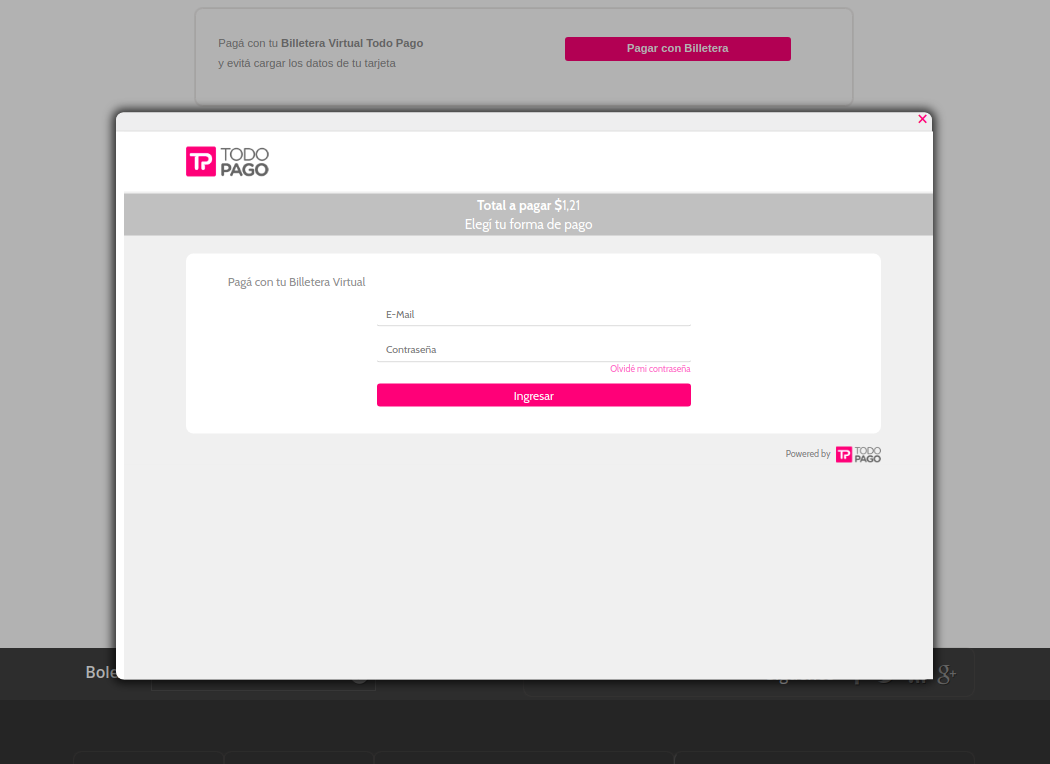 Pagá con tu Billetera Virtual Todo Pago
y evitá cargar los datos de tu tarjeta
Pagar con Billetera
TP TODO
PAGO
Total a pagar $1,21
Elegí tu forma de pago
Pagá con tu Billetera Virtual
E-Mail
Contraseña
Olvidé mi contraseña
Ingresar
Powered by TP TODO
PAGO
Bole
g+